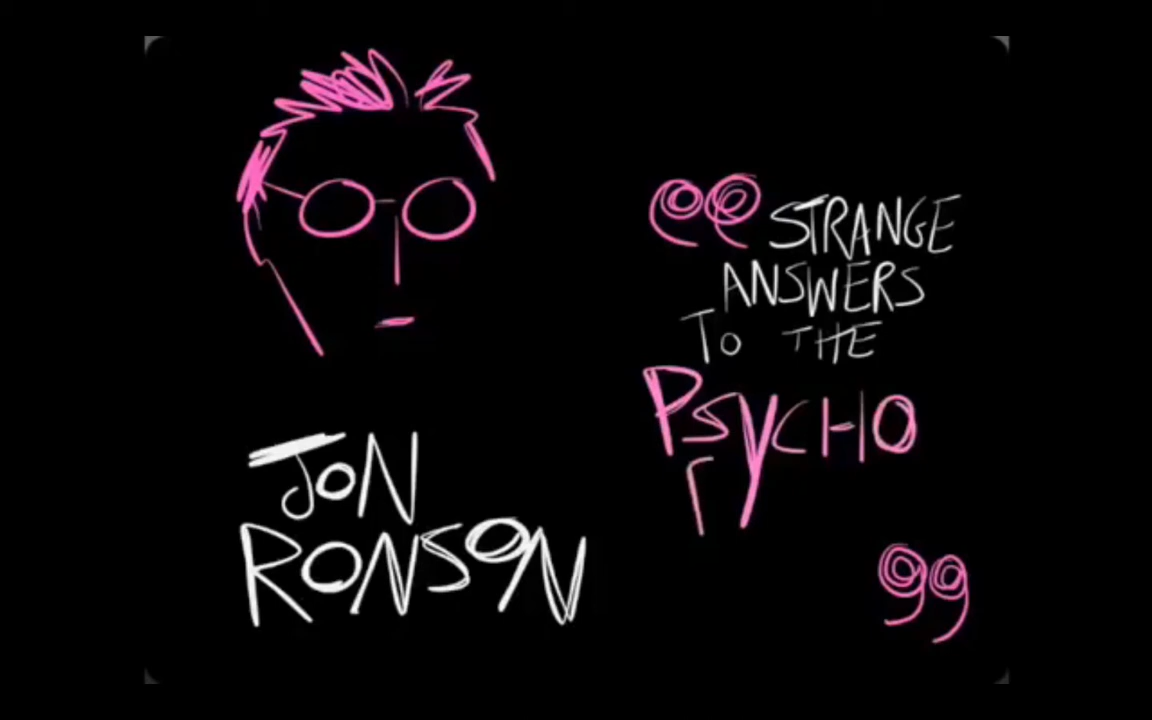 JON
RONSON
“STRANGE
ANSWERS
TO THE
PSYCHO
”